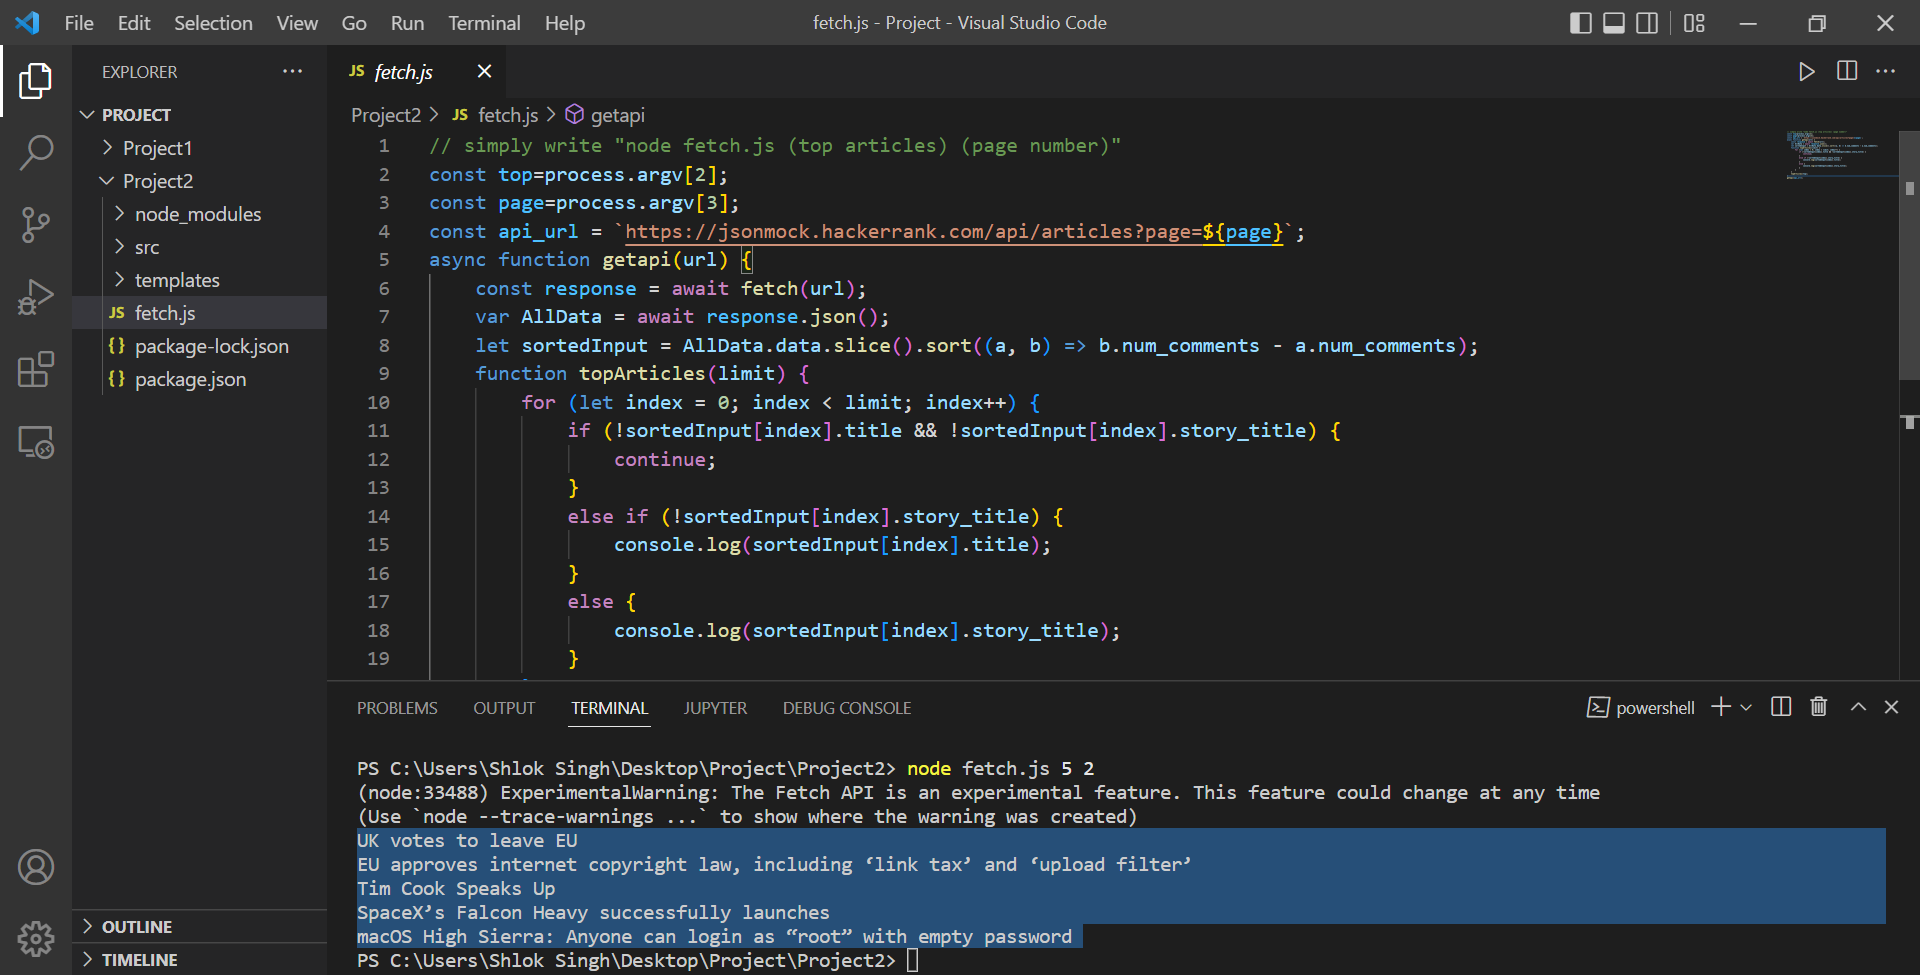 File Edit Selection View Go Run Terminal Help fetch.js - Project - Visual Studio Code
EXPLORER
PROJECT
Project1
Project2
node_modules
src
templates
JS fetch.js
{} package-lock.json
{} package.json
OUTLINE
TIMELINE
JS fetch.js
Project2 > JS fetch.js > getapi
1 // simply write "node fetch.js (top articles) (page number)"
2 const top=process.argv[2];
3 const page=process.argv[3];
4 const api_url = `https://jsonmock.hackerrank.com/api/articles?page=${page}`;
5 async function getapi(url) {
6 const response = await fetch(url);
7 var AllData = await response.json();
8 let sortedInput = AllData.data.slice().sort((a, b) => b.num_comments - a.num_comments);
9 function topArticles(limit) {
10 for (let index = 0; index < limit; index++) {
11 if (!sortedInput[index].title && !sortedInput[index].story_title) {
12 continue;
13 }
14 else if (!sortedInput[index].story_title) {
15 console.log(sortedInput[index].title);
16 }
17 else {
18 console.log(sortedInput[index].story_title);
19 }
PROBLEMS OUTPUT TERMINAL JUPYTER DEBUG CONSOLE powershell
PS C:\Users\Shlok Singh\Desktop\Project\Project2> node fetch.js 5 2
(node:33488) ExperimentalWarning: The Fetch API is an experimental feature. This feature could change at any time
(Use `node --trace-warnings ...` to show where the warning was created)
UK votes to leave EU
EU approves internet copyright law, including ‘link tax’ and ‘upload filter’
Tim Cook Speaks Up
SpaceX’s Falcon Heavy successfully launches
macOS High Sierra: Anyone can login as “root” with empty password
PS C:\Users\Shlok Singh\Desktop\Project\Project2>